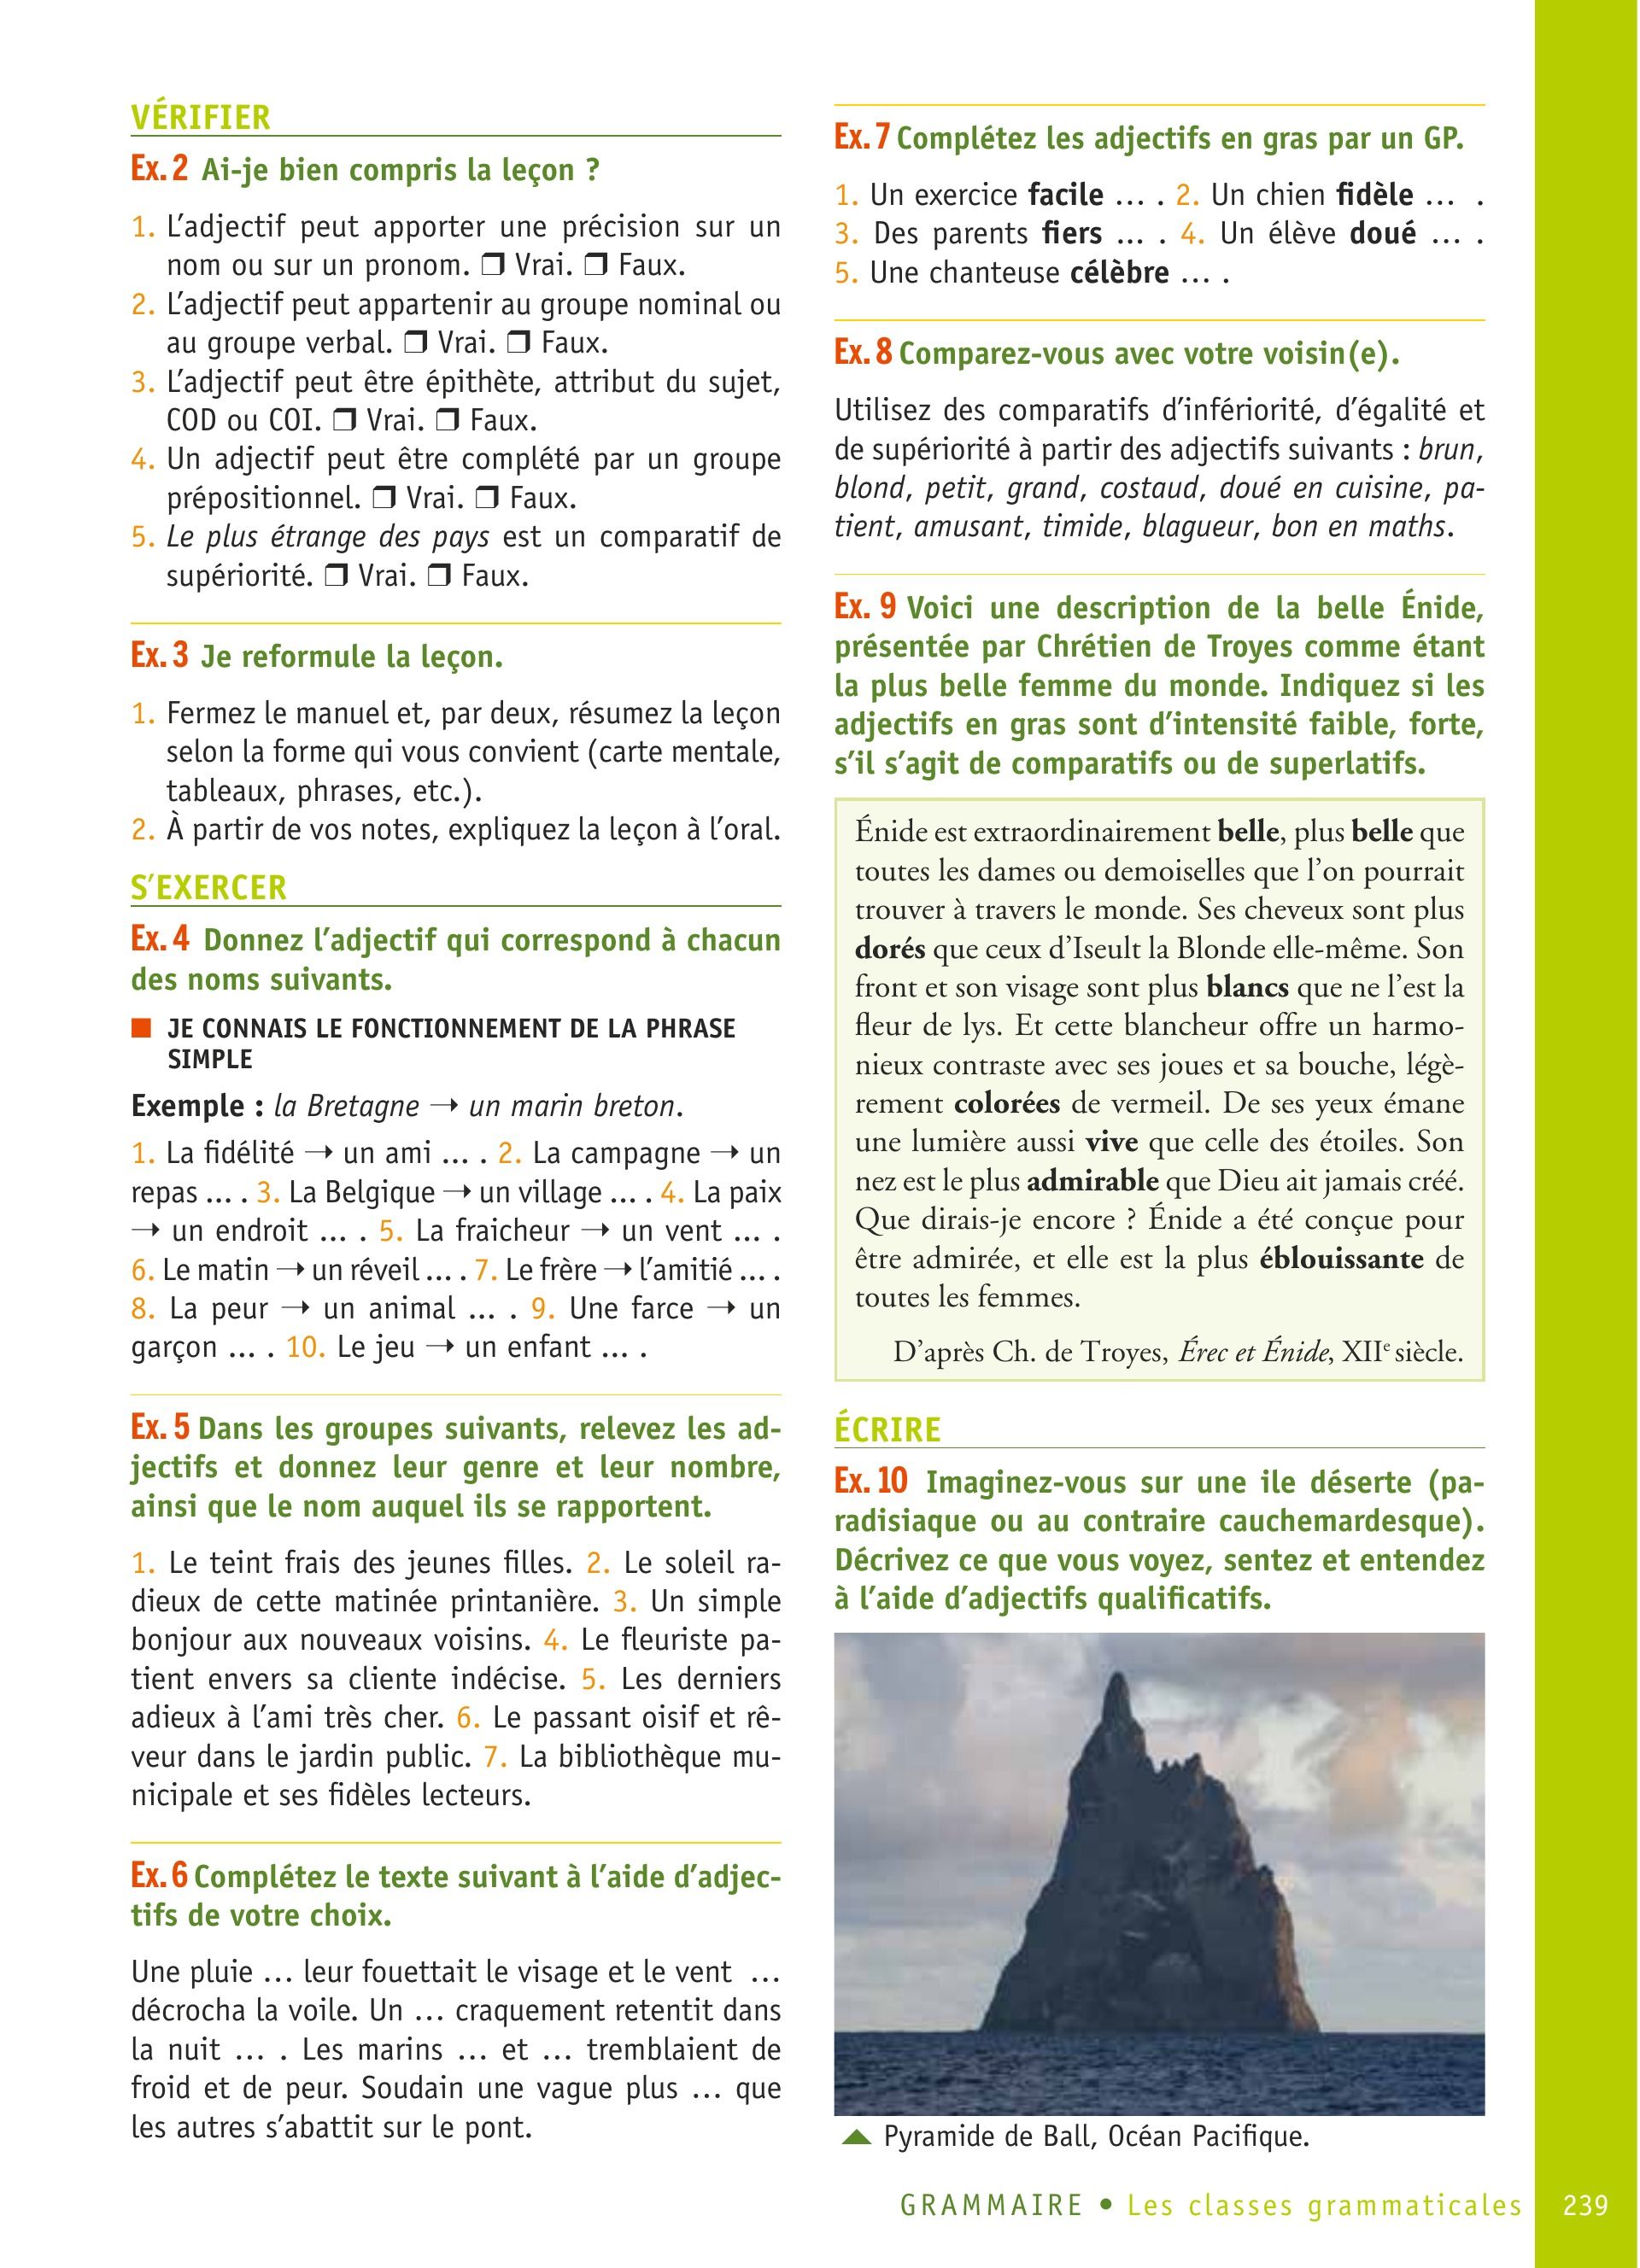 VÉRIFIER
Ex. 2 Ai-je bien compris la leçon ?
1. L’adjectif peut apporter une précision sur un
nom ou sur un pronom. ❒ Vrai. ❒ Faux.
2. L’adjectif peut appartenir au groupe nominal ou
au groupe verbal. ❒ Vrai. ❒ Faux.
3. L’adjectif peut être épithète, attribut du sujet,
COD ou COI. ❒ Vrai. ❒ Faux.
4. Un adjectif peut être complété par un groupe
prépositionnel. ❒ Vrai. ❒ Faux.
5. Le plus étrange des pays est un comparatif de
supériorité. ❒ Vrai. ❒ Faux.
Ex. 3 Je reformule la leçon.
1. Fermez le manuel et, par deux, résumez la leçon
selon la forme qui vous convient (carte mentale,
tableaux, phrases, etc.).
2. À partir de vos notes, expliquez la leçon à l’oral.
S’EXERCER
Ex. 4 Donnez l’adjectif qui correspond à chacun
des noms suivants.
■ JE CONNAIS LE FONCTIONNEMENT DE LA PHRASE
SIMPLE
Exemple : la Bretagne → un marin breton.
1. La fidélité → un ami … . 2. La campagne → un
repas … . 3. La Belgique → un village … . 4. La paix
→ un endroit … . 5. La fraicheur → un vent … .
6. Le matin → un réveil … . 7. Le frère → l’amitié … .
8. La peur → un animal … . 9. Une farce → un
garçon … . 10. Le jeu → un enfant … .
Ex. 5 Dans les groupes suivants, relevez les ad-
jectifs et donnez leur genre et leur nombre,
ainsi que le nom auquel ils se rapportent.
1. Le teint frais des jeunes filles. 2. Le soleil ra-
dieux de cette matinée printanière. 3. Un simple
bonjour aux nouveaux voisins. 4. Le fleuriste pa-
tient envers sa cliente indécise. 5. Les derniers
adieux à l’ami très cher. 6. Le passant oisif et rê-
veur dans le jardin public. 7. La bibliothèque mu-
nicipale et ses fidèles lecteurs.
Ex. 6 Complétez le texte suivant à l’aide d’adjec-
tifs de votre choix.
Une pluie … leur fouettait le visage et le vent …
décrocha la voile. Un … craquement retentit dans
la nuit … . Les marins … et … tremblaient de
froid et de peur. Soudain une vague plus … que
les autres s’abattit sur le pont.
Ex. 7 Complétez les adjectifs en gras par un GP.
1. Un exercice facile … . 2. Un chien fidèle … .
3. Des parents fiers … . 4. Un élève doué … .
5. Une chanteuse célèbre … .
Ex. 8 Comparez-vous avec votre voisin(e).
Utilisez des comparatifs d’infériorité, d’égalité et
de supériorité à partir des adjectifs suivants : brun,
blond, petit, grand, costaud, doué en cuisine, pa-
tient, amusant, timide, blagueur, bon en maths.
Ex. 9 Voici une description de la belle Énide,
présentée par Chrétien de Troyes comme étant
la plus belle femme du monde. Indiquez si les
adjectifs en gras sont d’intensité faible, forte,
s’il s’agit de comparatifs ou de superlatifs.
Énide est extraordinairement belle, plus belle que
toutes les dames ou demoiselles que l’on pourrait
trouver à travers le monde. Ses cheveux sont plus
dorés que ceux d’Iseult la Blonde elle-même. Son
front et son visage sont plus blancs que ne l’est la
fleur de lys. Et cette blancheur offre un harmo-
nieux contraste avec ses joues et sa bouche, légè-
rement colorées de vermeil. De ses yeux émane
une lumière aussi vive que celle des étoiles. Son
nez est le plus admirable que Dieu ait jamais créé.
Que dirais-je encore ? Énide a été conçue pour
être admirée, et elle est la plus éblouissante de
toutes les femmes.
D’après Ch. de Troyes, Érec et Énide, XIIe siècle.
ÉCRIRE
Ex. 10 Imaginez-vous sur une ile déserte (pa-
radisiaque ou au contraire cauchemardesque).
Décrivez ce que vous voyez, sentez et entendez
à l’aide d’adjectifs qualificatifs.
▲ Pyramide de Ball, Océan Pacifique.
GRAMMAIRE • Les classes grammaticales 239